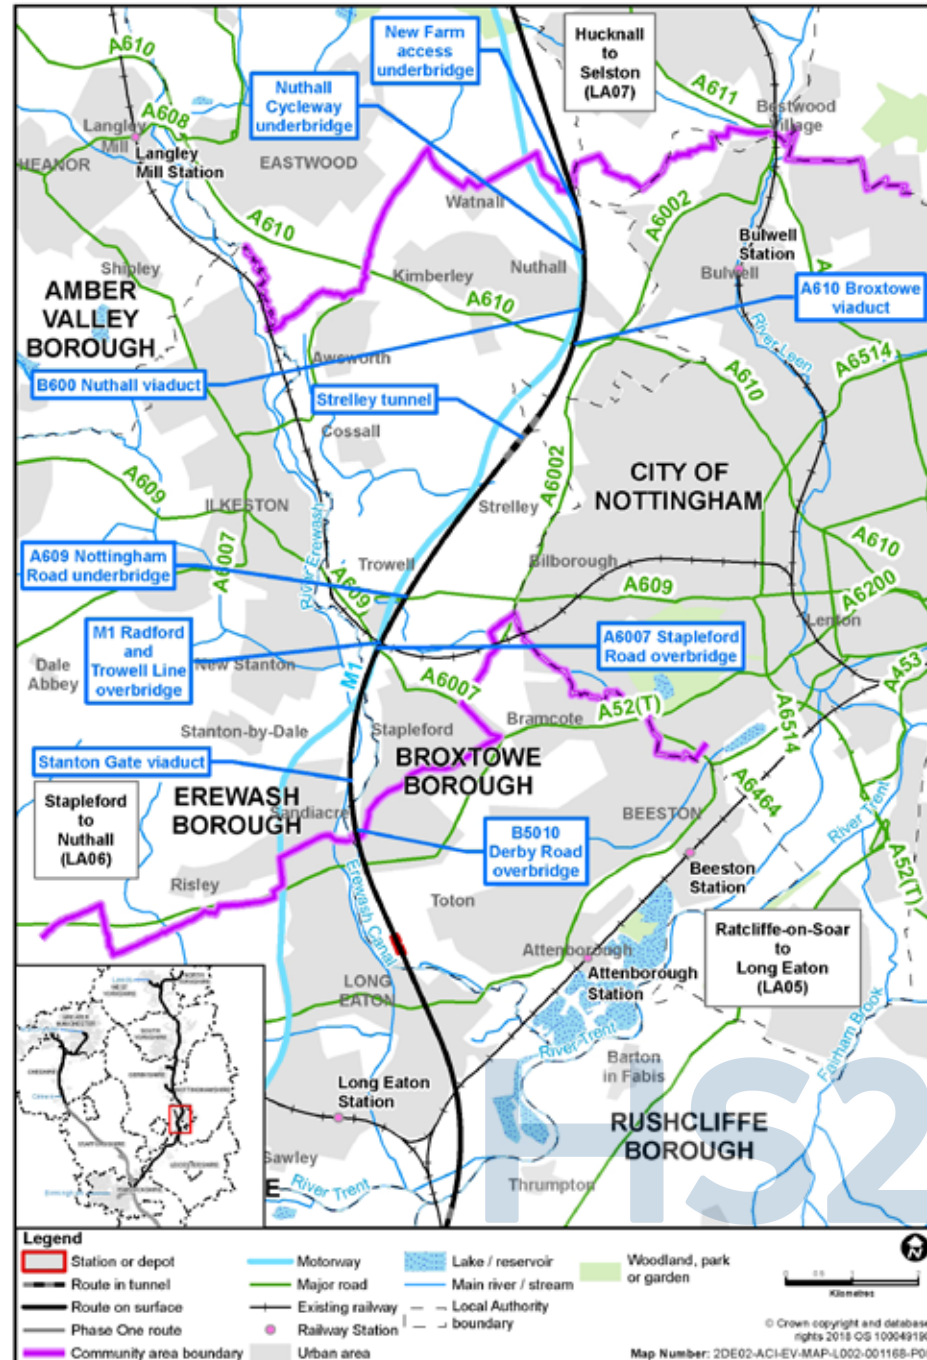 New Farm
access
underbridge
Hucknall
to
Selston
(LA07)
A610
Nuthall
Cycleway
underbridge
A611
Bestwood
Village
A608
Langley
Mill
Langley
Mill Station
HEANOR
EASTWOOD
Watnall
A6002
A610
Bulwell
Station
Shipley
Kimberley
Nuthall
Bulwell
A
AMBER
VALLEY
BOROUGH
A610
A610 Broxtowe
viaduct
River Leen
A6514
Awsworth
B600 Nuthall viaduct
A610
Strelley tunnel
Cossall
A6002
CITY OF
NOTTINGHAM
A609
ILKESTON
Strelley
River Erewash
A609 Nottingham
Road underbridge
A6007
Trowell
Bilborough
A610
A609
A609
A6200
M1 Radford
and
Trowell Line
overbridge
A6007 Stapleford
Road overbridge
Lenton
Dale
Abbey
New Stanton
M1
A6007
A453
Stanton-by-Dale
Stapleford
Bramcote
A52(T)
A6514
Stanton Gate viaduct
BROXTOWE
BOROUGH
A6464
Stapleford
to
Nuthall
(LA06)
EREWASH
BOROUGH
Sandiacre
BEESTON
River Trent
B5010
Derby Road
overbridge
A52(T)
Risley
Erewash Canal
Beeston
Station
Toton
Ratcliffe-on-Soar
to
Long Eaton
(LA05)
Attenborough
Attenborough
Station
LONG
EATON
River Trent
Fairham Brook
Barton
in Fabis
Long Eaton
Station
RUSHCLIFFE
BOROUGH
HS2
Sawley
River Trent
Thrumpton
E
Legend
Station or depot
Route in tunnel
Route on surface
Phase One route
Community area boundary
Motorway
Major road
Existing railway
Railway Station
Urban area
Lake / reservoir
Main river / stream
Local Authority
boundary
Woodland, park
or garden
N
Kilometres
© Crown copyright and database
rights 2018 OS 100049190
Map Number: 2DE02-ACI-EV-MAP-L002-001168-P0